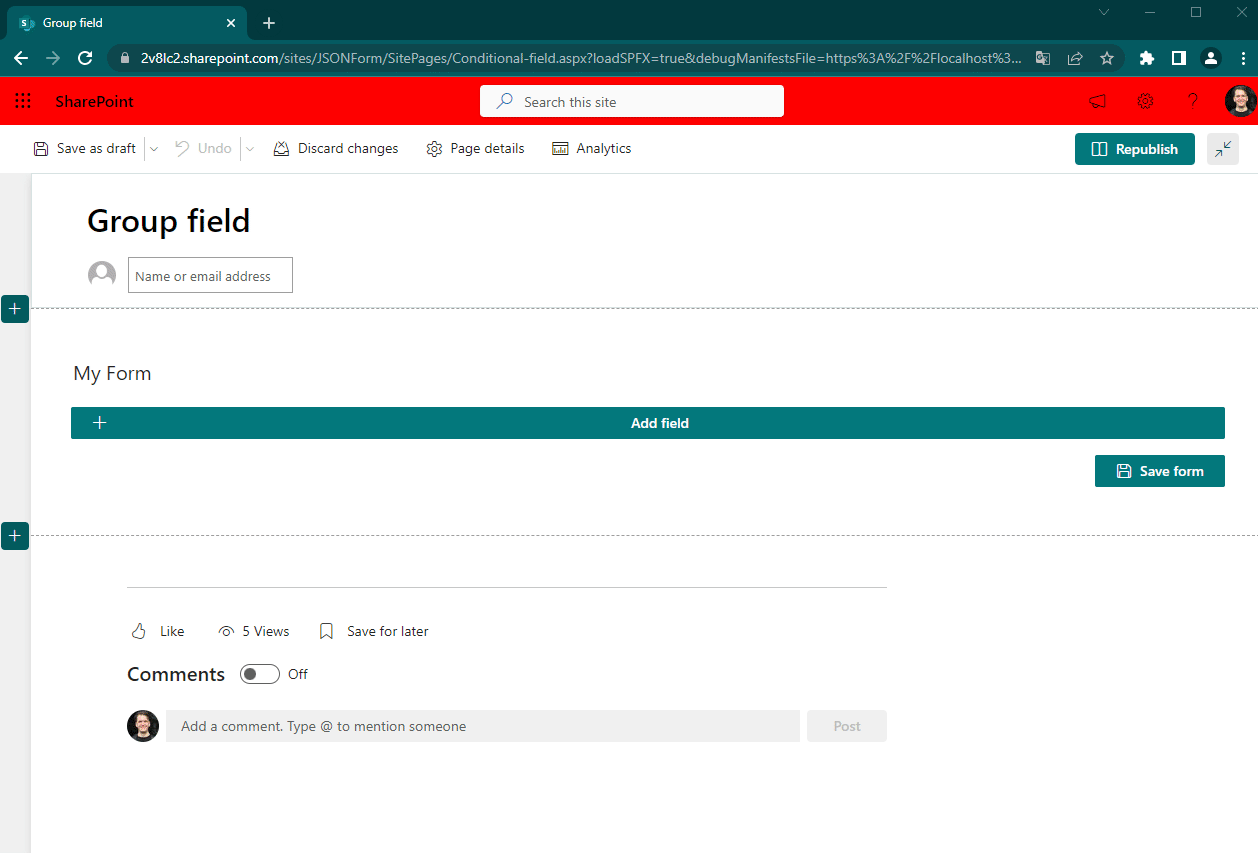 Group field
2v8lc2.sharepoint.com/sites/JSONForm/SitePages/Conditional-field.aspx?loadSPFX=true&debugManifestsFile=https%3A%2F%2Flocalhost%3...
SharePoint
Search this site
Save as draft
Undo
Discard changes
Page details
Analytics
Republish
Group field
Name or email address
My Form
Add field
Save form
Like
5 Views
Save for later
Comments
Off
Add a comment. Type @ to mention someone
Post